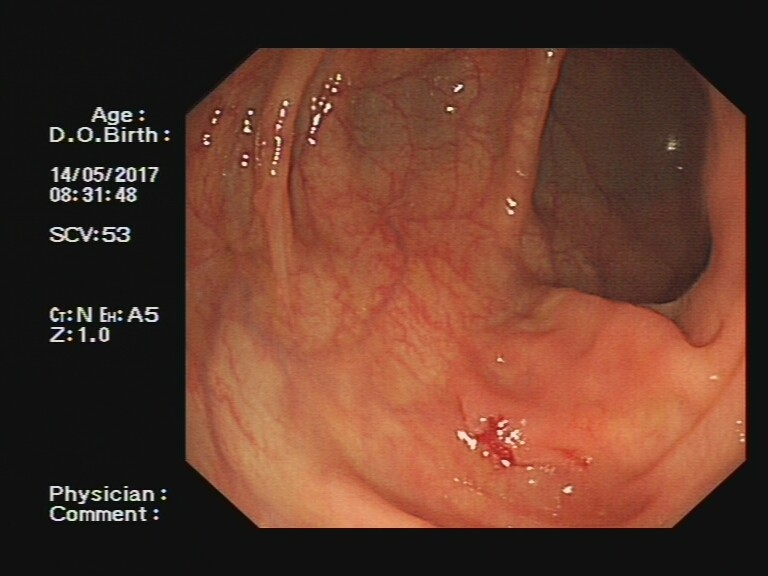 Age:
D.O.Birth:
14/05/2017
08:31:48
SCV:53
Ct:N Eh:A5
Z:1.0
Physician:
Comment: